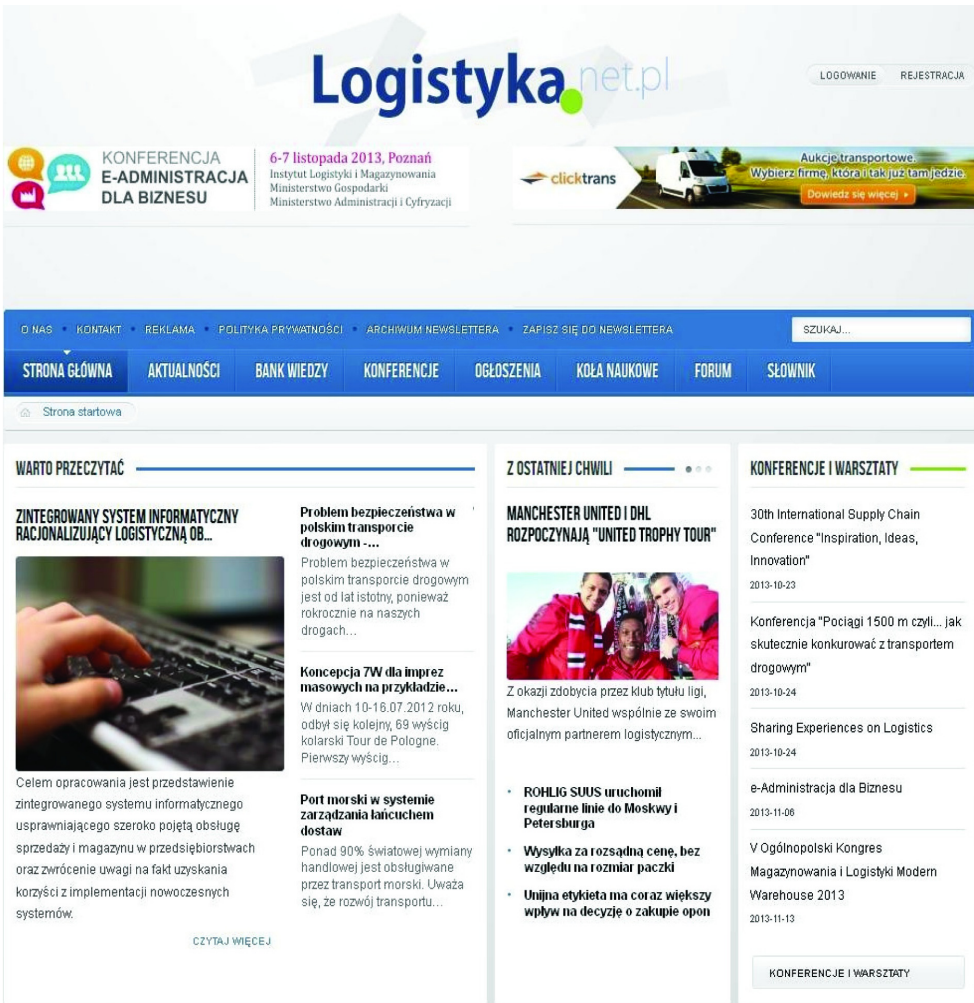 Logistyka.net.pl
LOGOWANIE REJESTRACJA
KONFERENCJA
E-ADMINISTRACJA
DLA BIZNESU
6-7 listopada 2013, Poznań
Instytut Logistyki i Magazynowania
Ministerstwo Gospodarki
Ministerstwo Administracji i Cyfryzacji
clicktrans
Aukcje transportowe.
Wybierz firmę, która i tak już tam jedzie.
Dowiedz się więcej
O NAS • KONTAKT • REKLAMA • POLITYKA PRYWATNOŚCI • ARCHIWUM NEWSLETTERA • ZAPISZ SIĘ DO NEWSLETTERA
SZUKAJ...
STRONA GŁÓWNA AKTUALNOŚCI BANK WIEDZY KONFERENCJE OGŁOSZENIA KOŁA NAUKOWE FORUM SŁOWNIK
Strona startowa
WARTO PRZECZYTAĆ
ZINTEGROWANY SYSTEM INFORMATYCZNY
RACJONALIZUJĄCY LOGISTYCZNĄ OB...
Celem opracowania jest przedstawienie
zintegrowanego systemu informatycznego
usprawniającego szeroko pojętą obsługę
sprzedaży i magazynu w przedsiębiorstwach
oraz zwrócenie uwagi na fakt uzyskania
korzyści z implementacji nowoczesnych
systemów.
CZYTAJ WIĘCEJ
Problem bezpieczeństwa w
polskim transporcie
drogowym -...
Problem bezpieczeństwa w
polskim transporcie drogowym
jest od lat istotny, ponieważ
rokrocznie na naszych
drogach...
Koncepcja 7W dla imprez
masowych na przykładzie...
W dniach 10-16.07.2012 roku,
odbył się kolejny, 69 wyścig
kolarski Tour de Pologne.
Pierwszy wyścig...
Port morski w systemie
zarządzania łańcuchem
dostaw
Ponad 90% światowej wymiany
handlowej jest obsługiwane
przez transport morski. Uważa
się, że rozwój transportu...
Z OSTATNIEJ CHWILI
MANCHESTER UNITED I DHL
ROZPOCZYNAJĄ "UNITED TROPHY TOUR"
Z okazji zdobycia przez klub tytułu ligi,
Manchester United wspólnie ze swoim
oficjalnym partnerem logistycznym...
• ROHLIG SUUS uruchomił
regularne linie do Moskwy i
Petersburga
• Wysyłka za rozsądną cenę, bez
względu na rozmiar paczki
• Unijna etykieta ma coraz większy
wpływ na decyzję o zakupie opon
KONFERENCJE I WARSZTATY
30th International Supply Chain
Conference "Inspiration, Ideas,
Innovation"
2013-10-23
Konferencja "Pociągi 1500 m czyli... jak
skutecznie konkurować z transportem
drogowym"
2013-10-24
Sharing Experiences on Logistics
2013-10-24
e-Administracja dla Biznesu
2013-11-06
V Ogólnopolski Kongres
Magazynowania i Logistyki Modern
Warehouse 2013
2013-11-13
KONFERENCJE I WARSZTATY